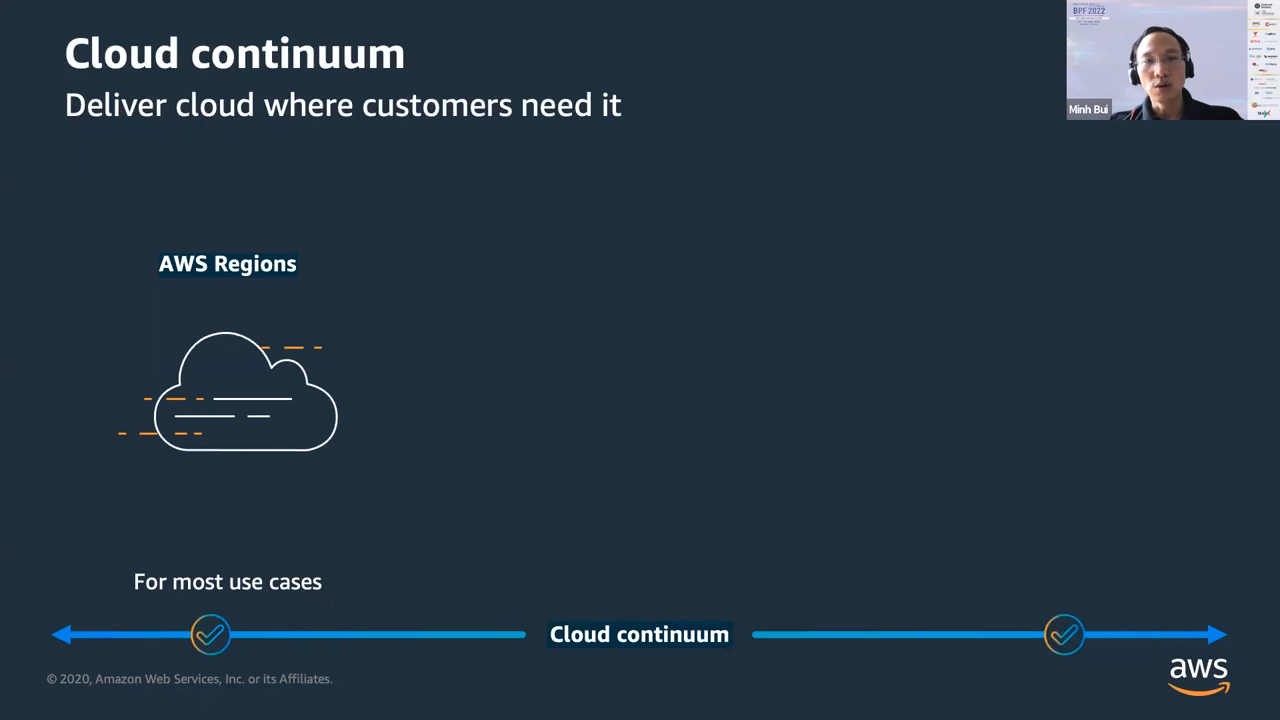 Cloud continuum
Deliver cloud where customers need it
BPF 2022
Minh Bui
AWS Regions
For most use cases
Cloud continuum
© 2020, Amazon Web Services, Inc. or its Affiliates.
aws